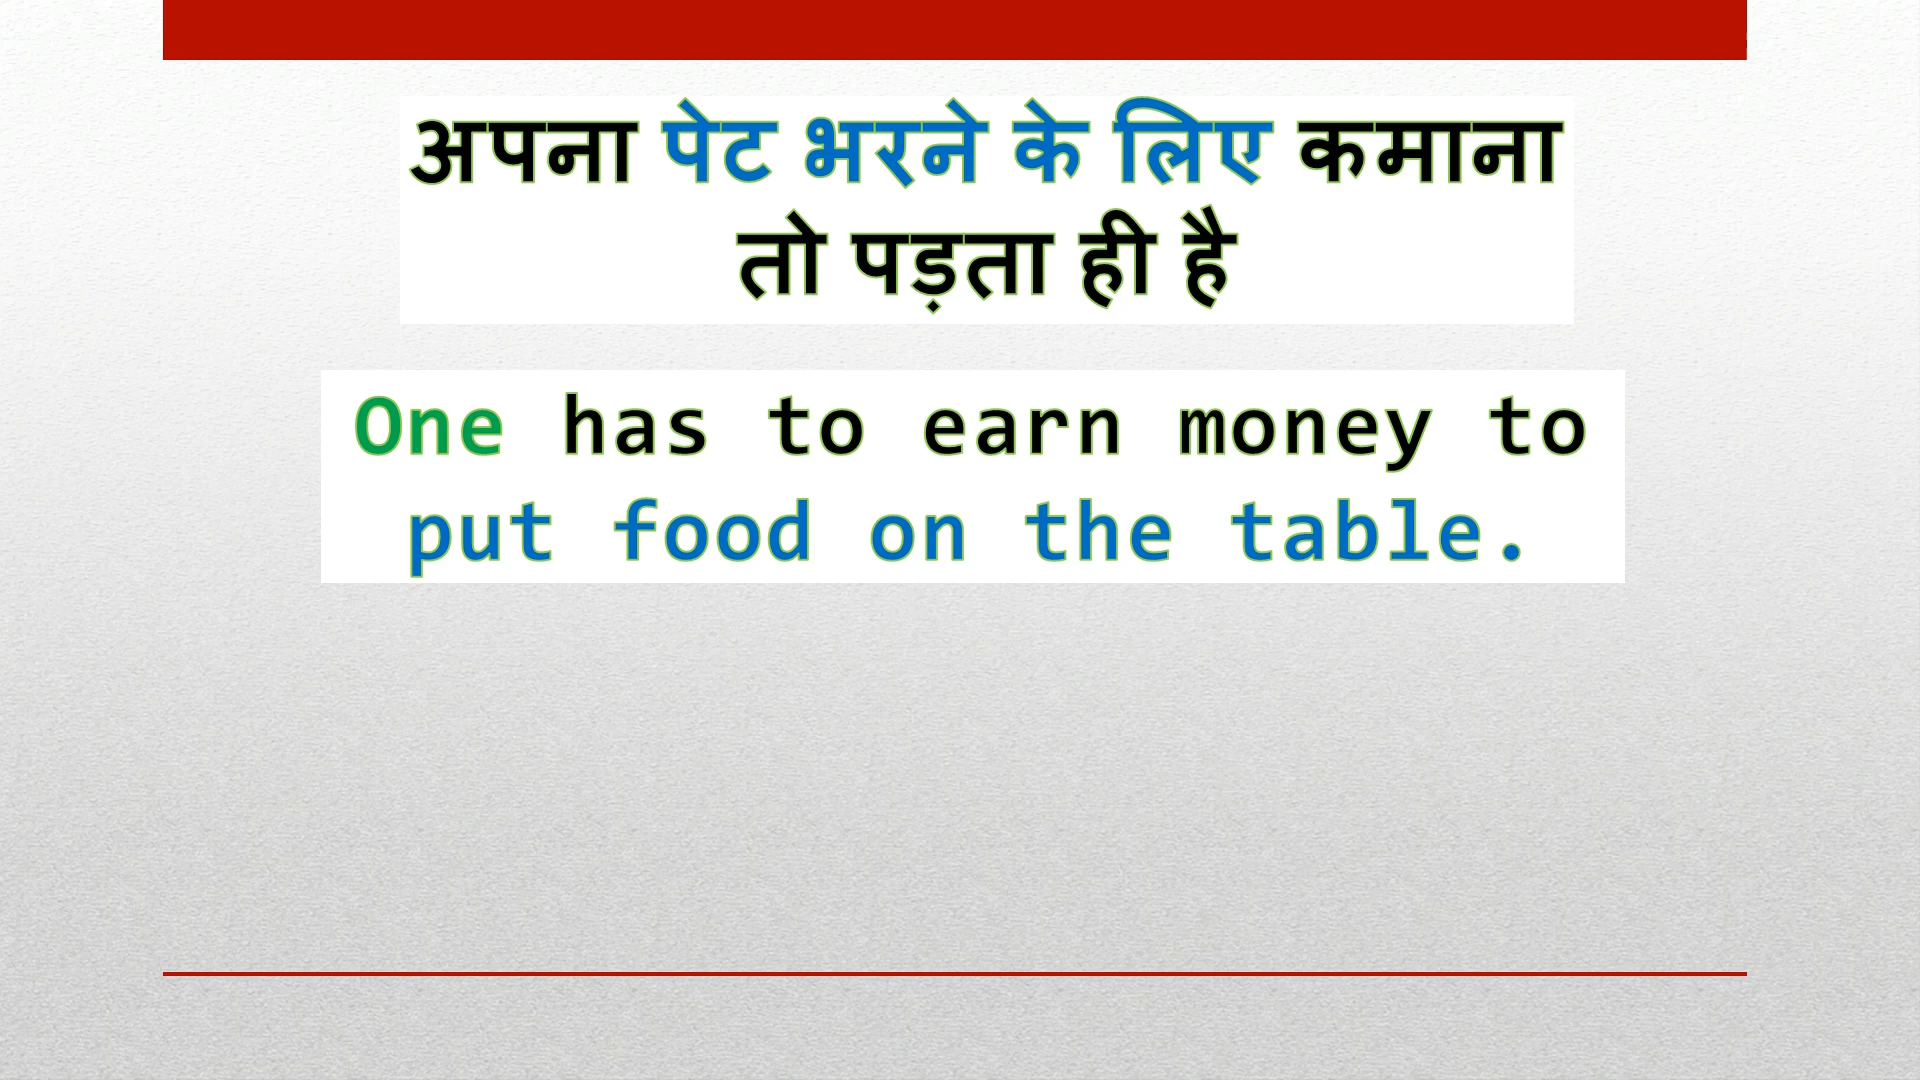 अपना पेट भरने के लिए कमाना
तो पड़ता ही है
One has to earn money to
put food on the table.